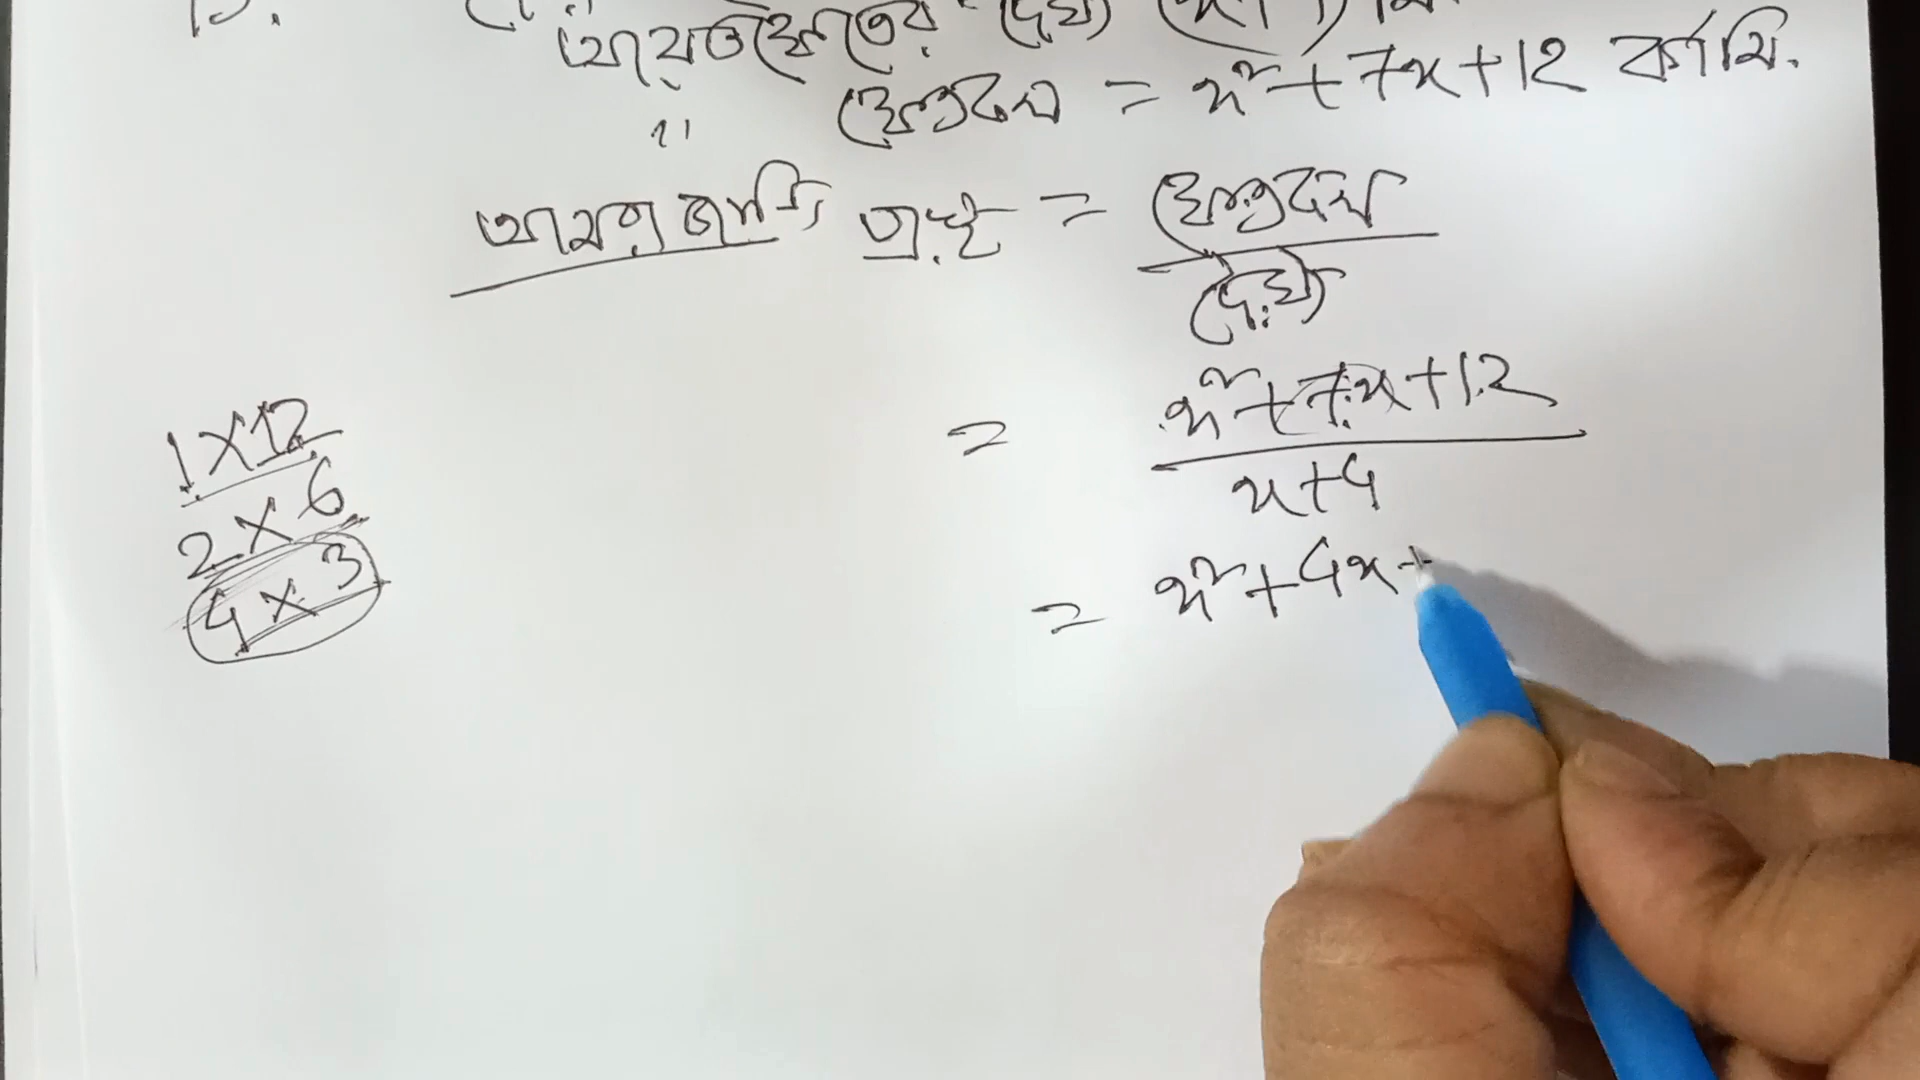 আয়তক্ষেত্রের দৈর্ঘ্য
" ক্ষেত্রফল = x² + 7x + 12 বর্গমি.
আমরা জানি, প্রস্থ = ক্ষেত্রফল
দৈর্ঘ্য
= x² + 7x + 12
x + 4
= x² + 4x +
1 X 12
2 X 6
4 X 3